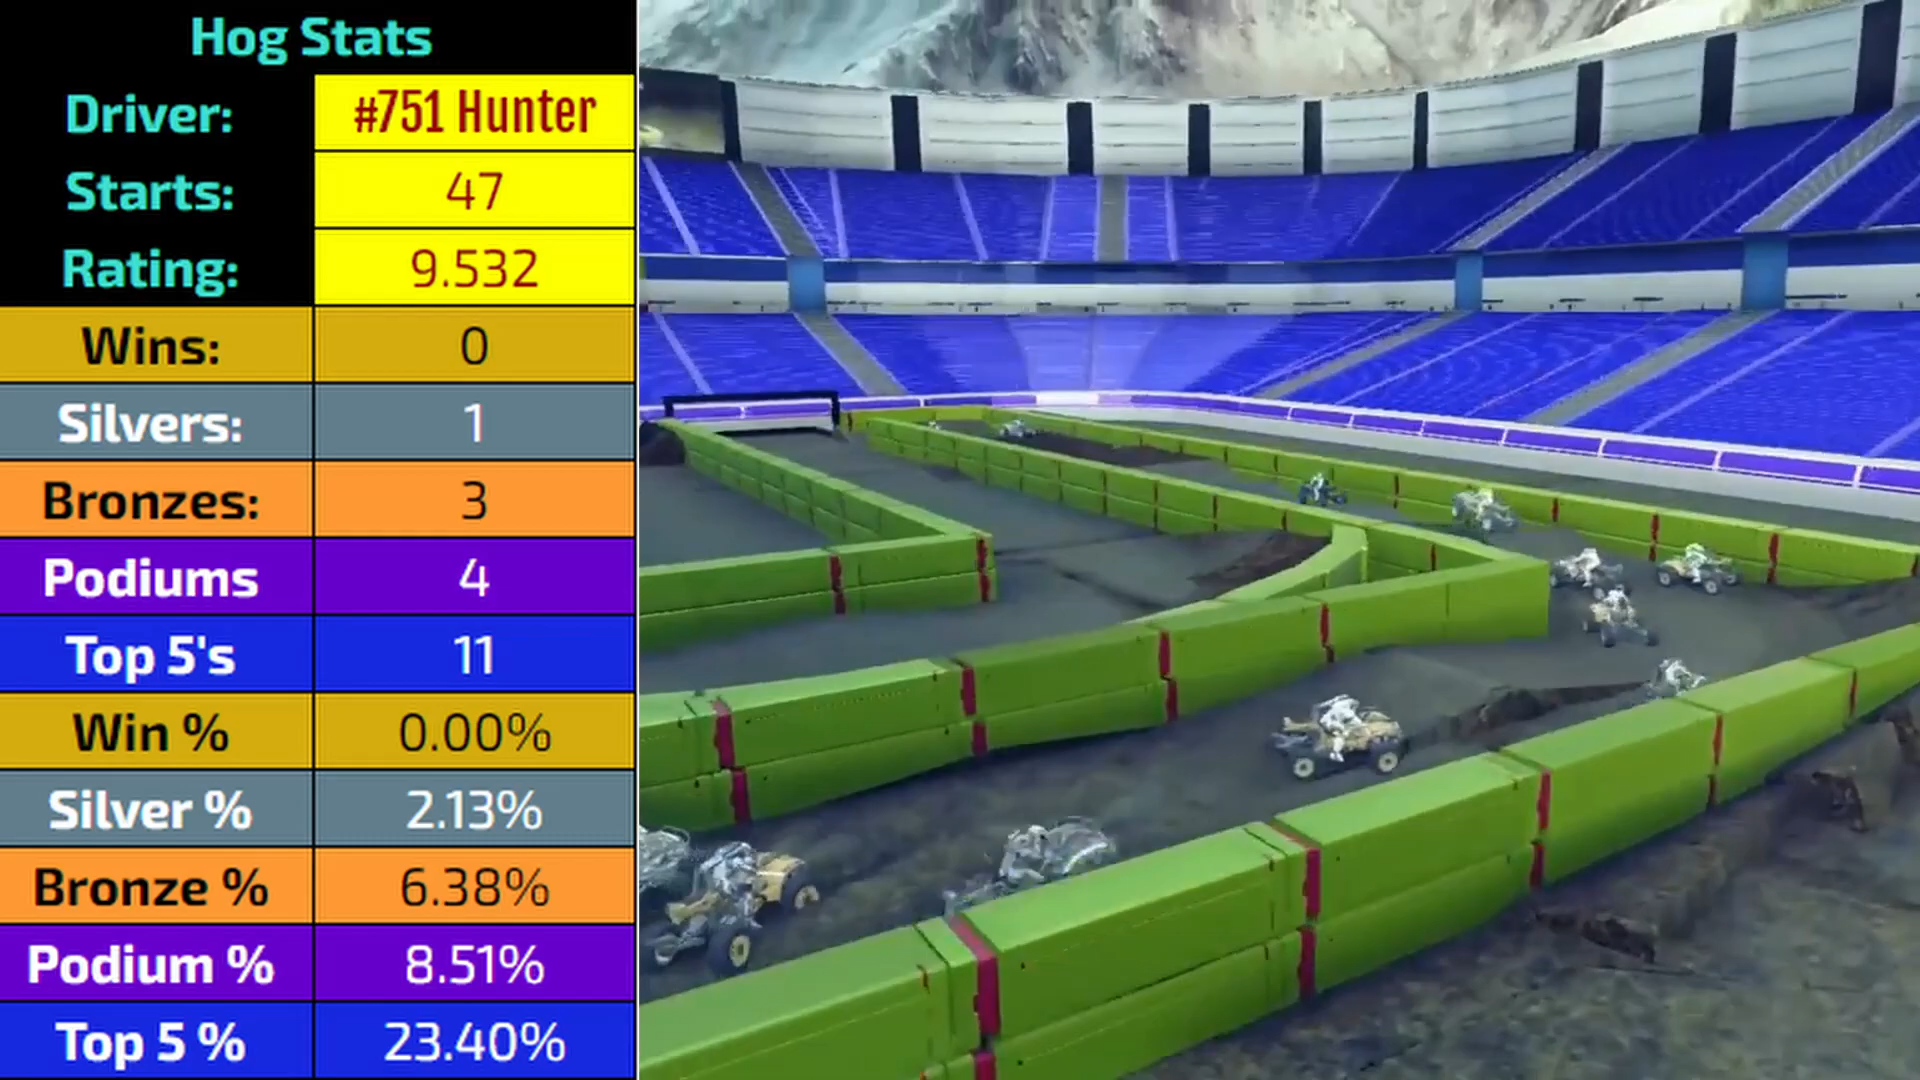 Hog Stats
Driver: #751 Hunter
Starts: 47
Rating: 9.532
Wins: 0
Silvers: 1
Bronzes: 3
Podiums 4
Top 5's 11
Win % 0.00%
Silver % 2.13%
Bronze % 6.38%
Podium % 8.51%
Top 5 % 23.40%